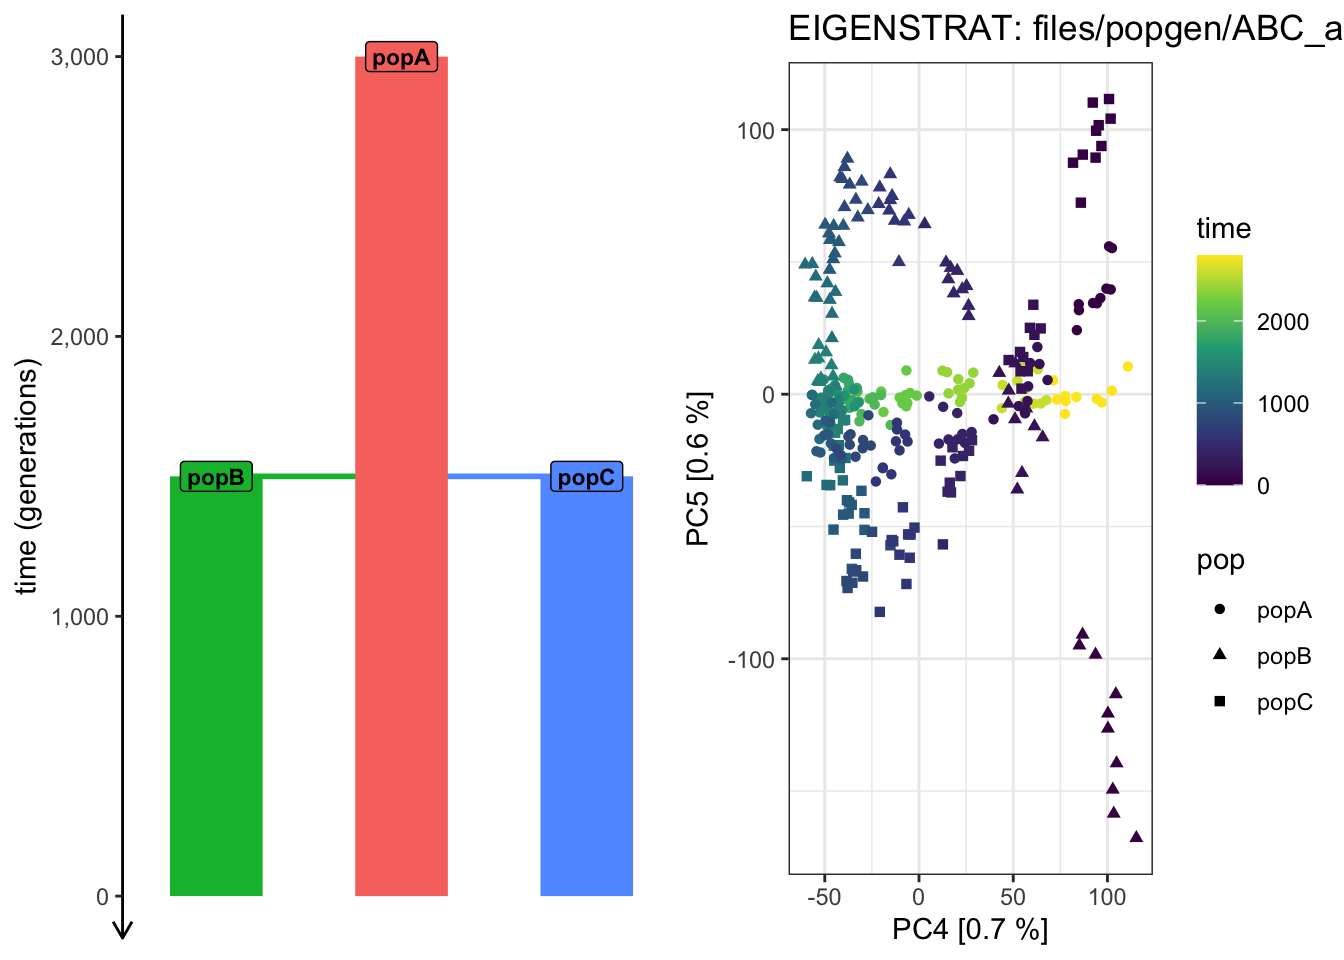 time (generations)
3,000
2,000
1,000
0
popA
popB
popC
EIGENSTRAT: files/popgen/ABC_a
PC5 [0.6 %]
100
0
-100
-50
0
50
100
PC4 [0.7 %]
time
2000
1000
0
pop
popA
popB
popC